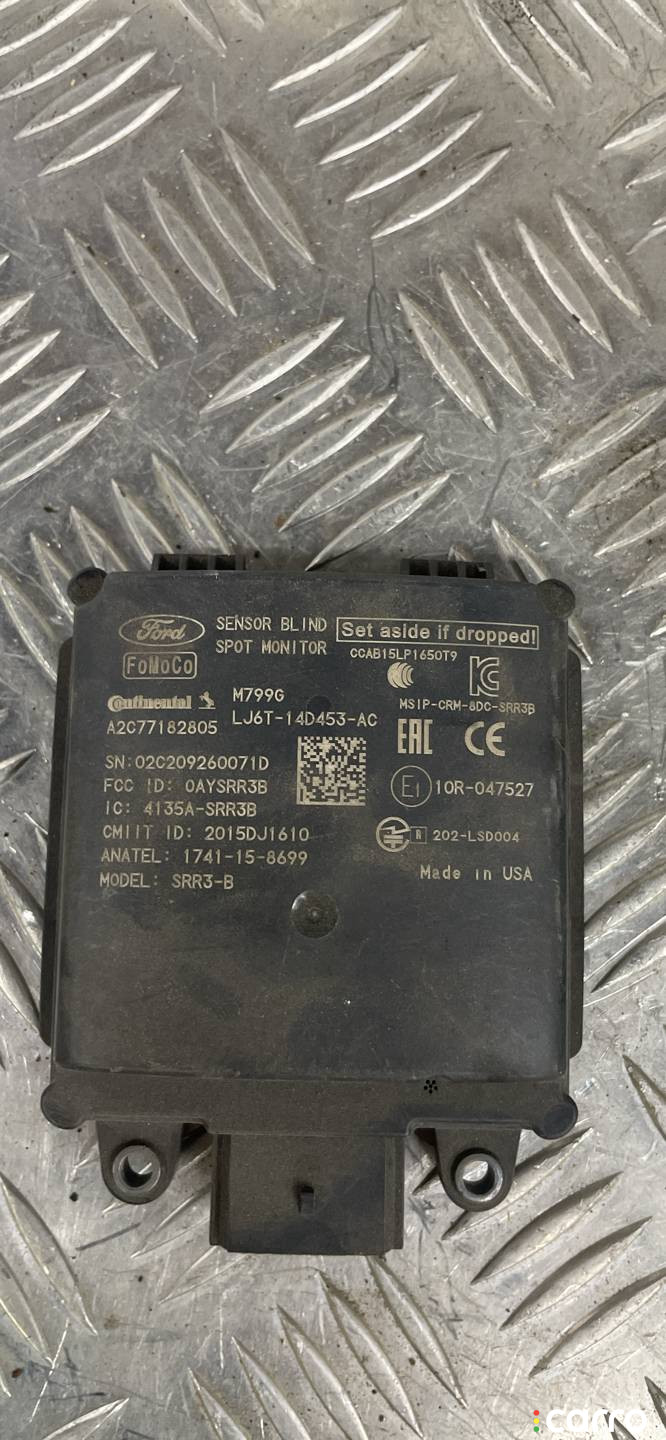 Ford
SENSOR BLIND
SPOT MONITOR
Set aside if dropped!
FoMoCo
CCAB15LP1650T9
Continental
M799G
MSIP-CRM-8DC-SRR3B
A2C77182805
LJ6T-14D453-AC
EAC CE
SN:02C209260071D
FCC ID: OAYSRR3B
E1 10R-047527
IC: 4135A-SRR3B
CMIIT ID: 2015DJ1610
R 202-LSD004
ANATEL: 1741-15-8699
Made in USA
MODEL: SRR3-B
carro